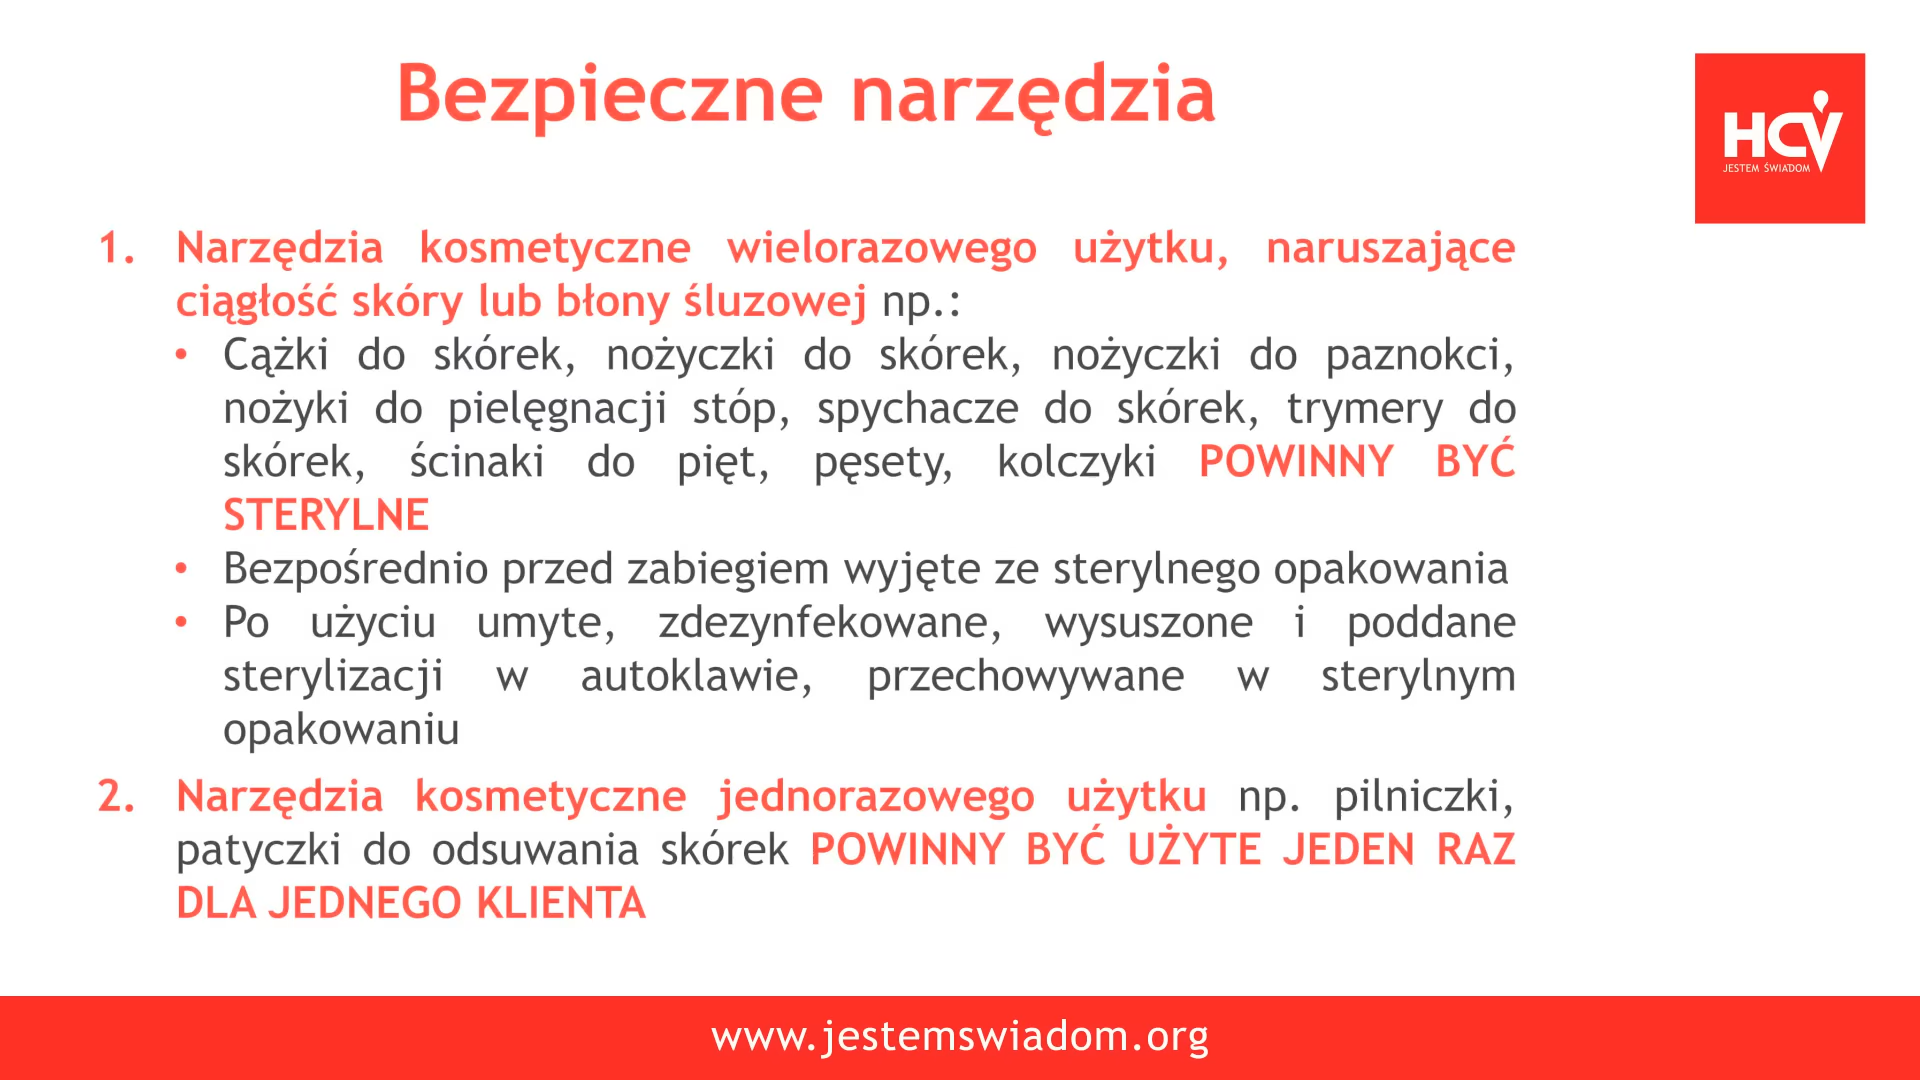 Bezpieczne narzędzia
HCV
JESTEM ŚWIADOM
1. Narzędzia kosmetyczne wielorazowego użytku, naruszające
ciągłość skóry lub błony śluzowej np.:
• Cążki do skórek, nożyczki do skórek, nożyczki do paznokci,
nożyki do pielęgnacji stóp, spychacze do skórek, trymery do
skórek, ścinaki do pięt, pęsety, kolczyki POWINNY BYĆ
STERYLNE
• Bezpośrednio przed zabiegiem wyjęte ze sterylnego opakowania
• Po użyciu umyte, zdezynfekowane, wysuszone i poddane
sterylizacji w autoklawie, przechowywane w sterylnym
opakowaniu
2. Narzędzia kosmetyczne jednorazowego użytku np. pilniczki,
patyczki do odsuwania skórek POWINNY BYĆ UŻYTE JEDEN RAZ
DLA JEDNEGO KLIENTA
www.jestemswiadom.org